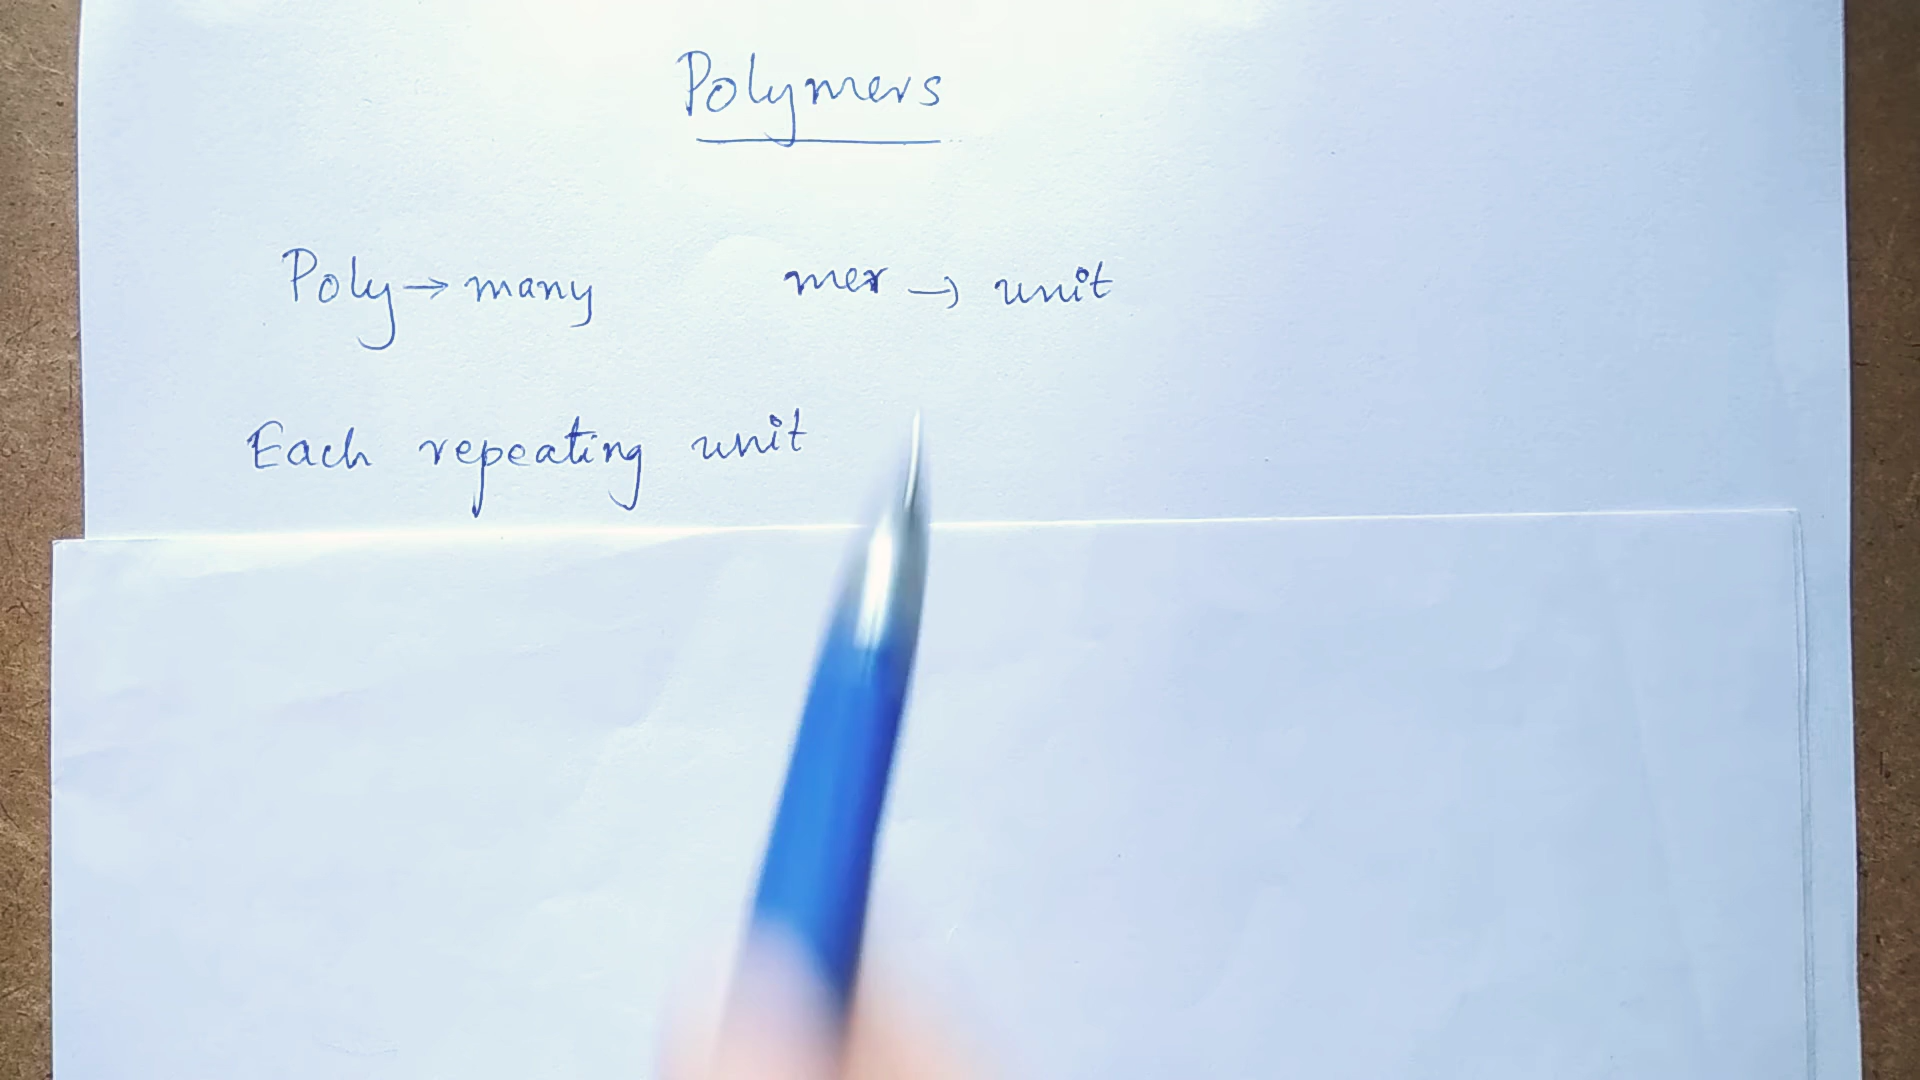 Polymers
Poly → many mer → unit
Each repeating unit